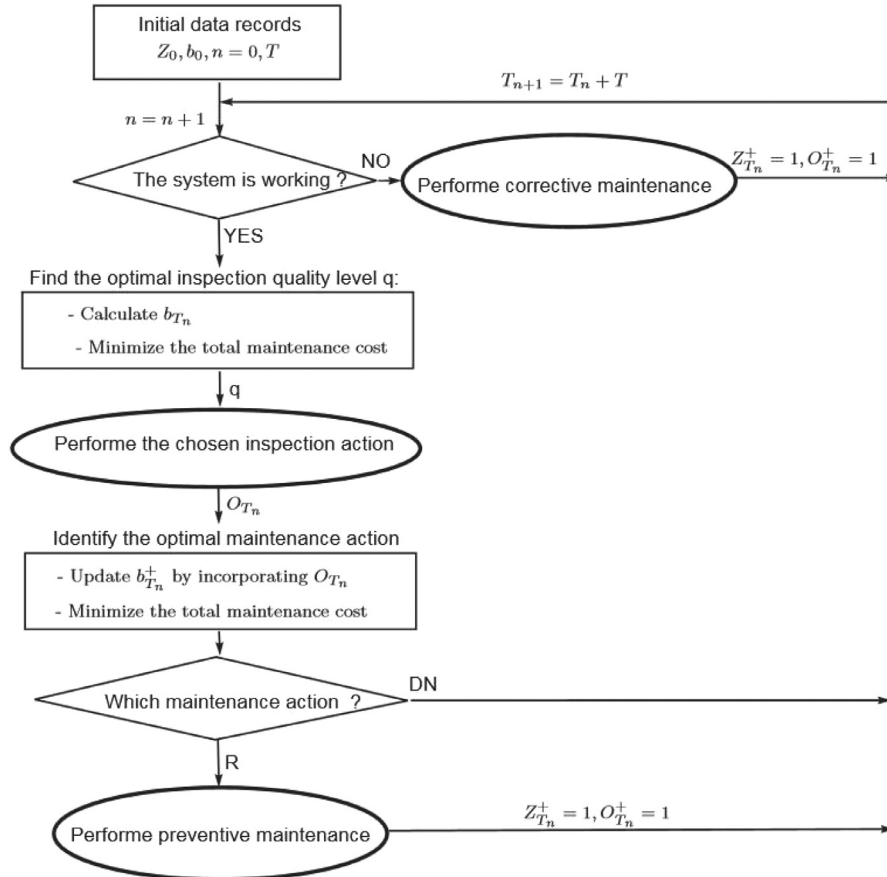 Initial data records
Z_0, b_0, n = 0, T
T_{n+1} = T_n + T
n = n + 1
The system is working ?
NO
Performe corrective maintenance
Z^+_{T_n} = 1, O^+_{T_n} = 1
YES
Find the optimal inspection quality level q:
- Calculate b_{T_n}
- Minimize the total maintenance cost
q
Performe the chosen inspection action
O_{T_n}
Identify the optimal maintenance action
- Update b^+_{T_n} by incorporating O_{T_n}
- Minimize the total maintenance cost
Which maintenance action ?
DN
R
Performe preventive maintenance
Z^+_{T_n} = 1, O^+_{T_n} = 1